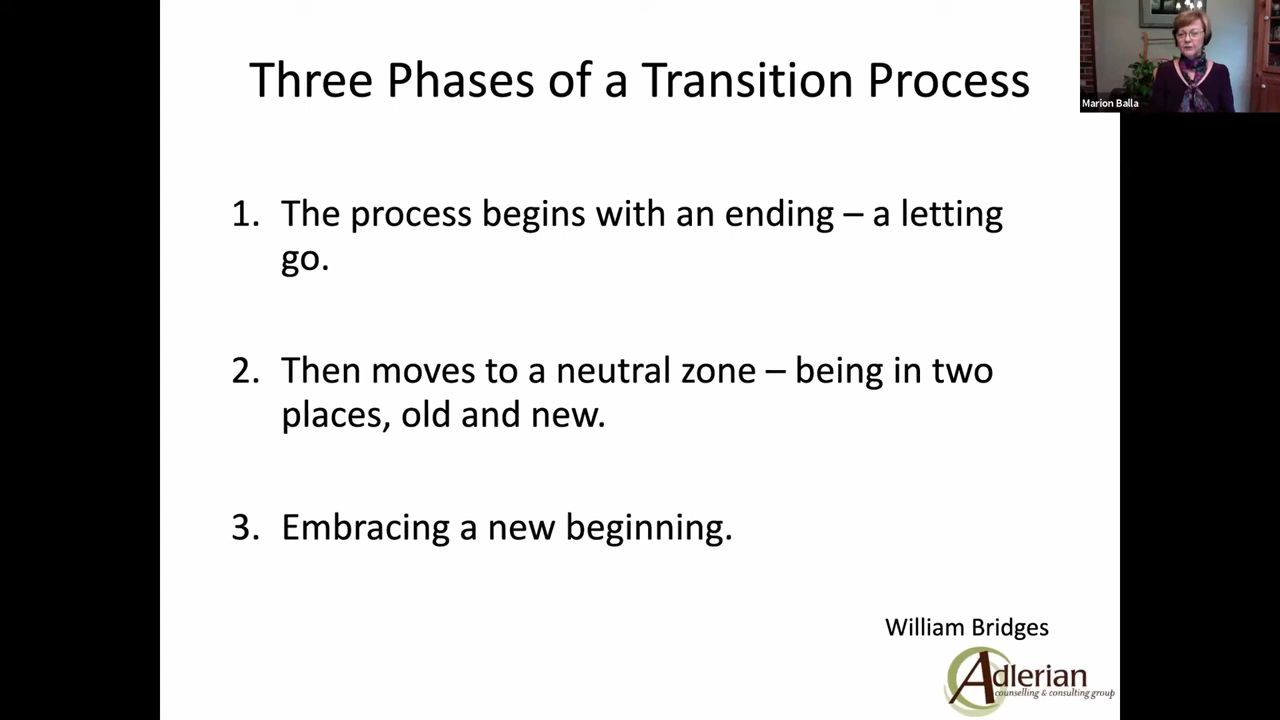 Three Phases of a Transition Process
Marion Balla
1. The process begins with an ending – a letting
go.
2. Then moves to a neutral zone – being in two
places, old and new.
3. Embracing a new beginning.
William Bridges
Adlerian
counselling & consulting group